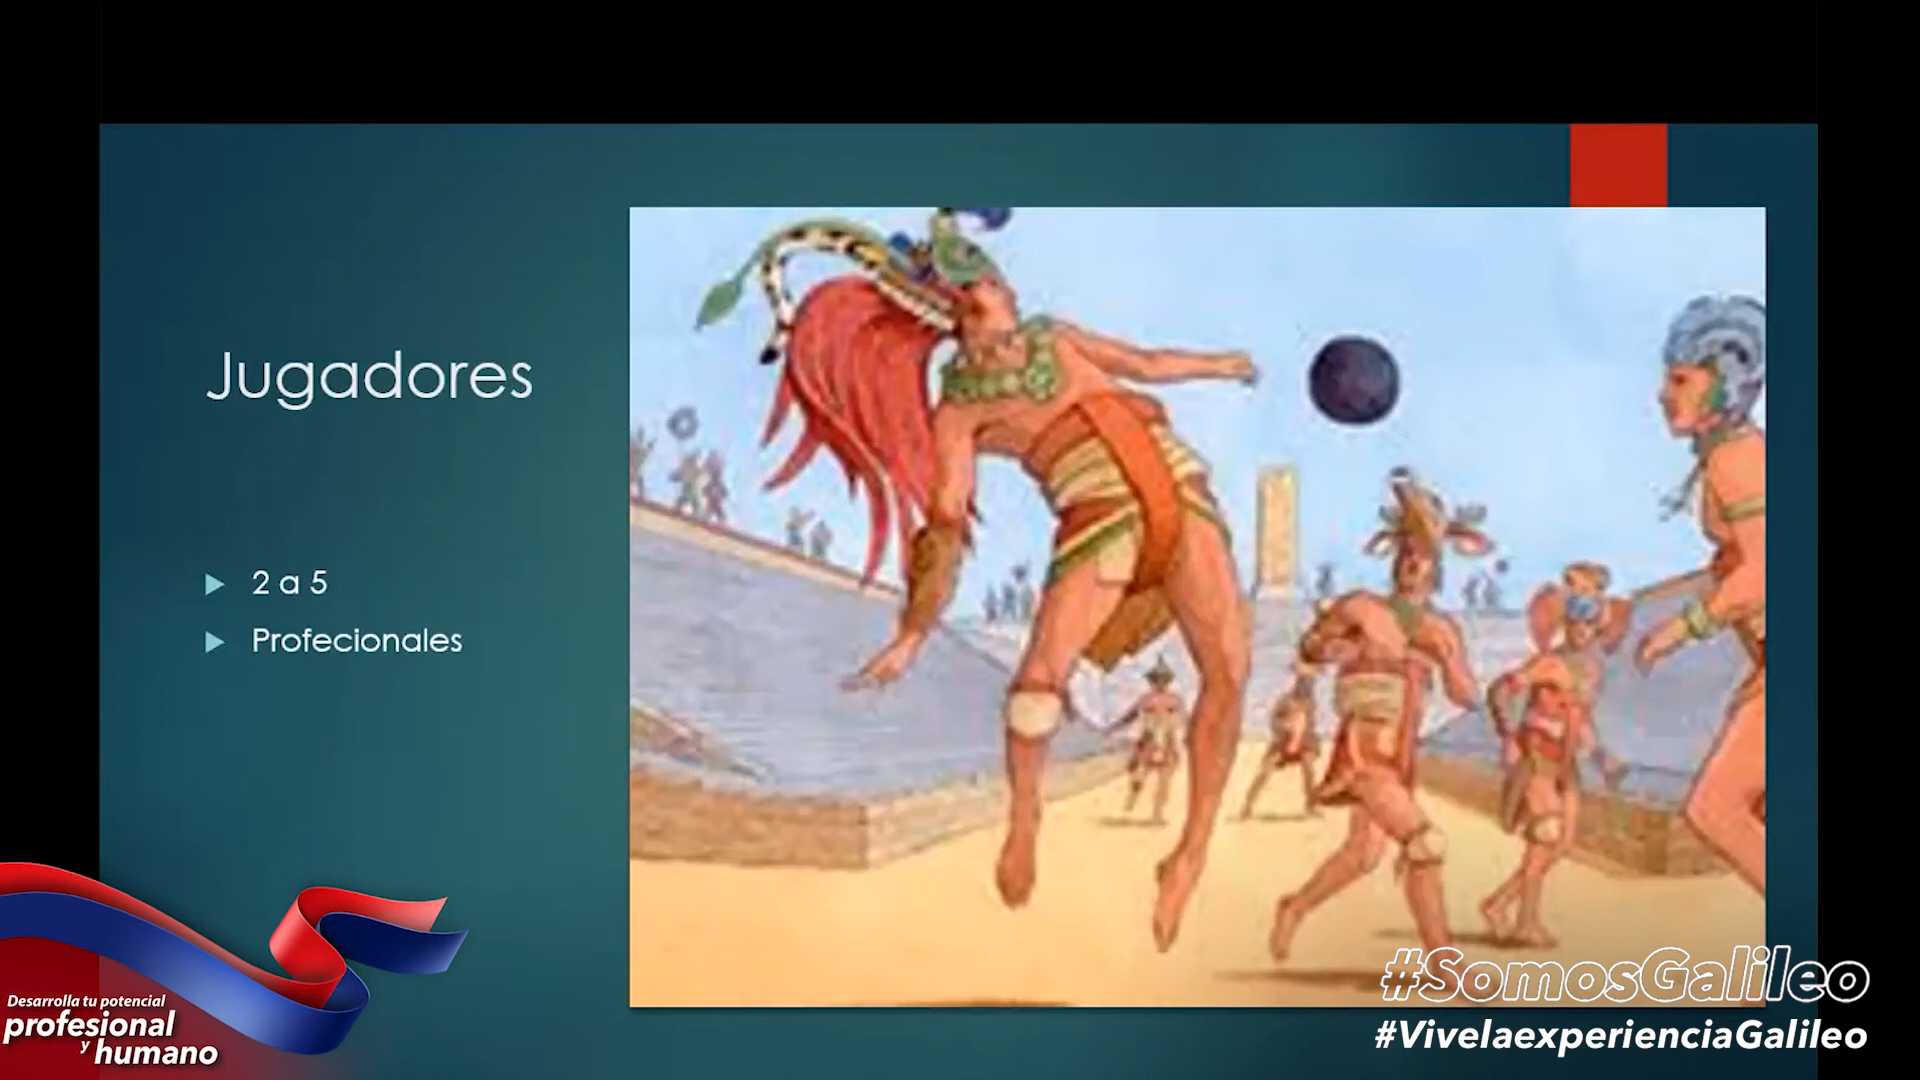 Jugadores
2 a 5
Profecionales
Desarrolla tu potencial
profesional
y humano
#SomosGalileo
#VivelaexperienciaGalileo